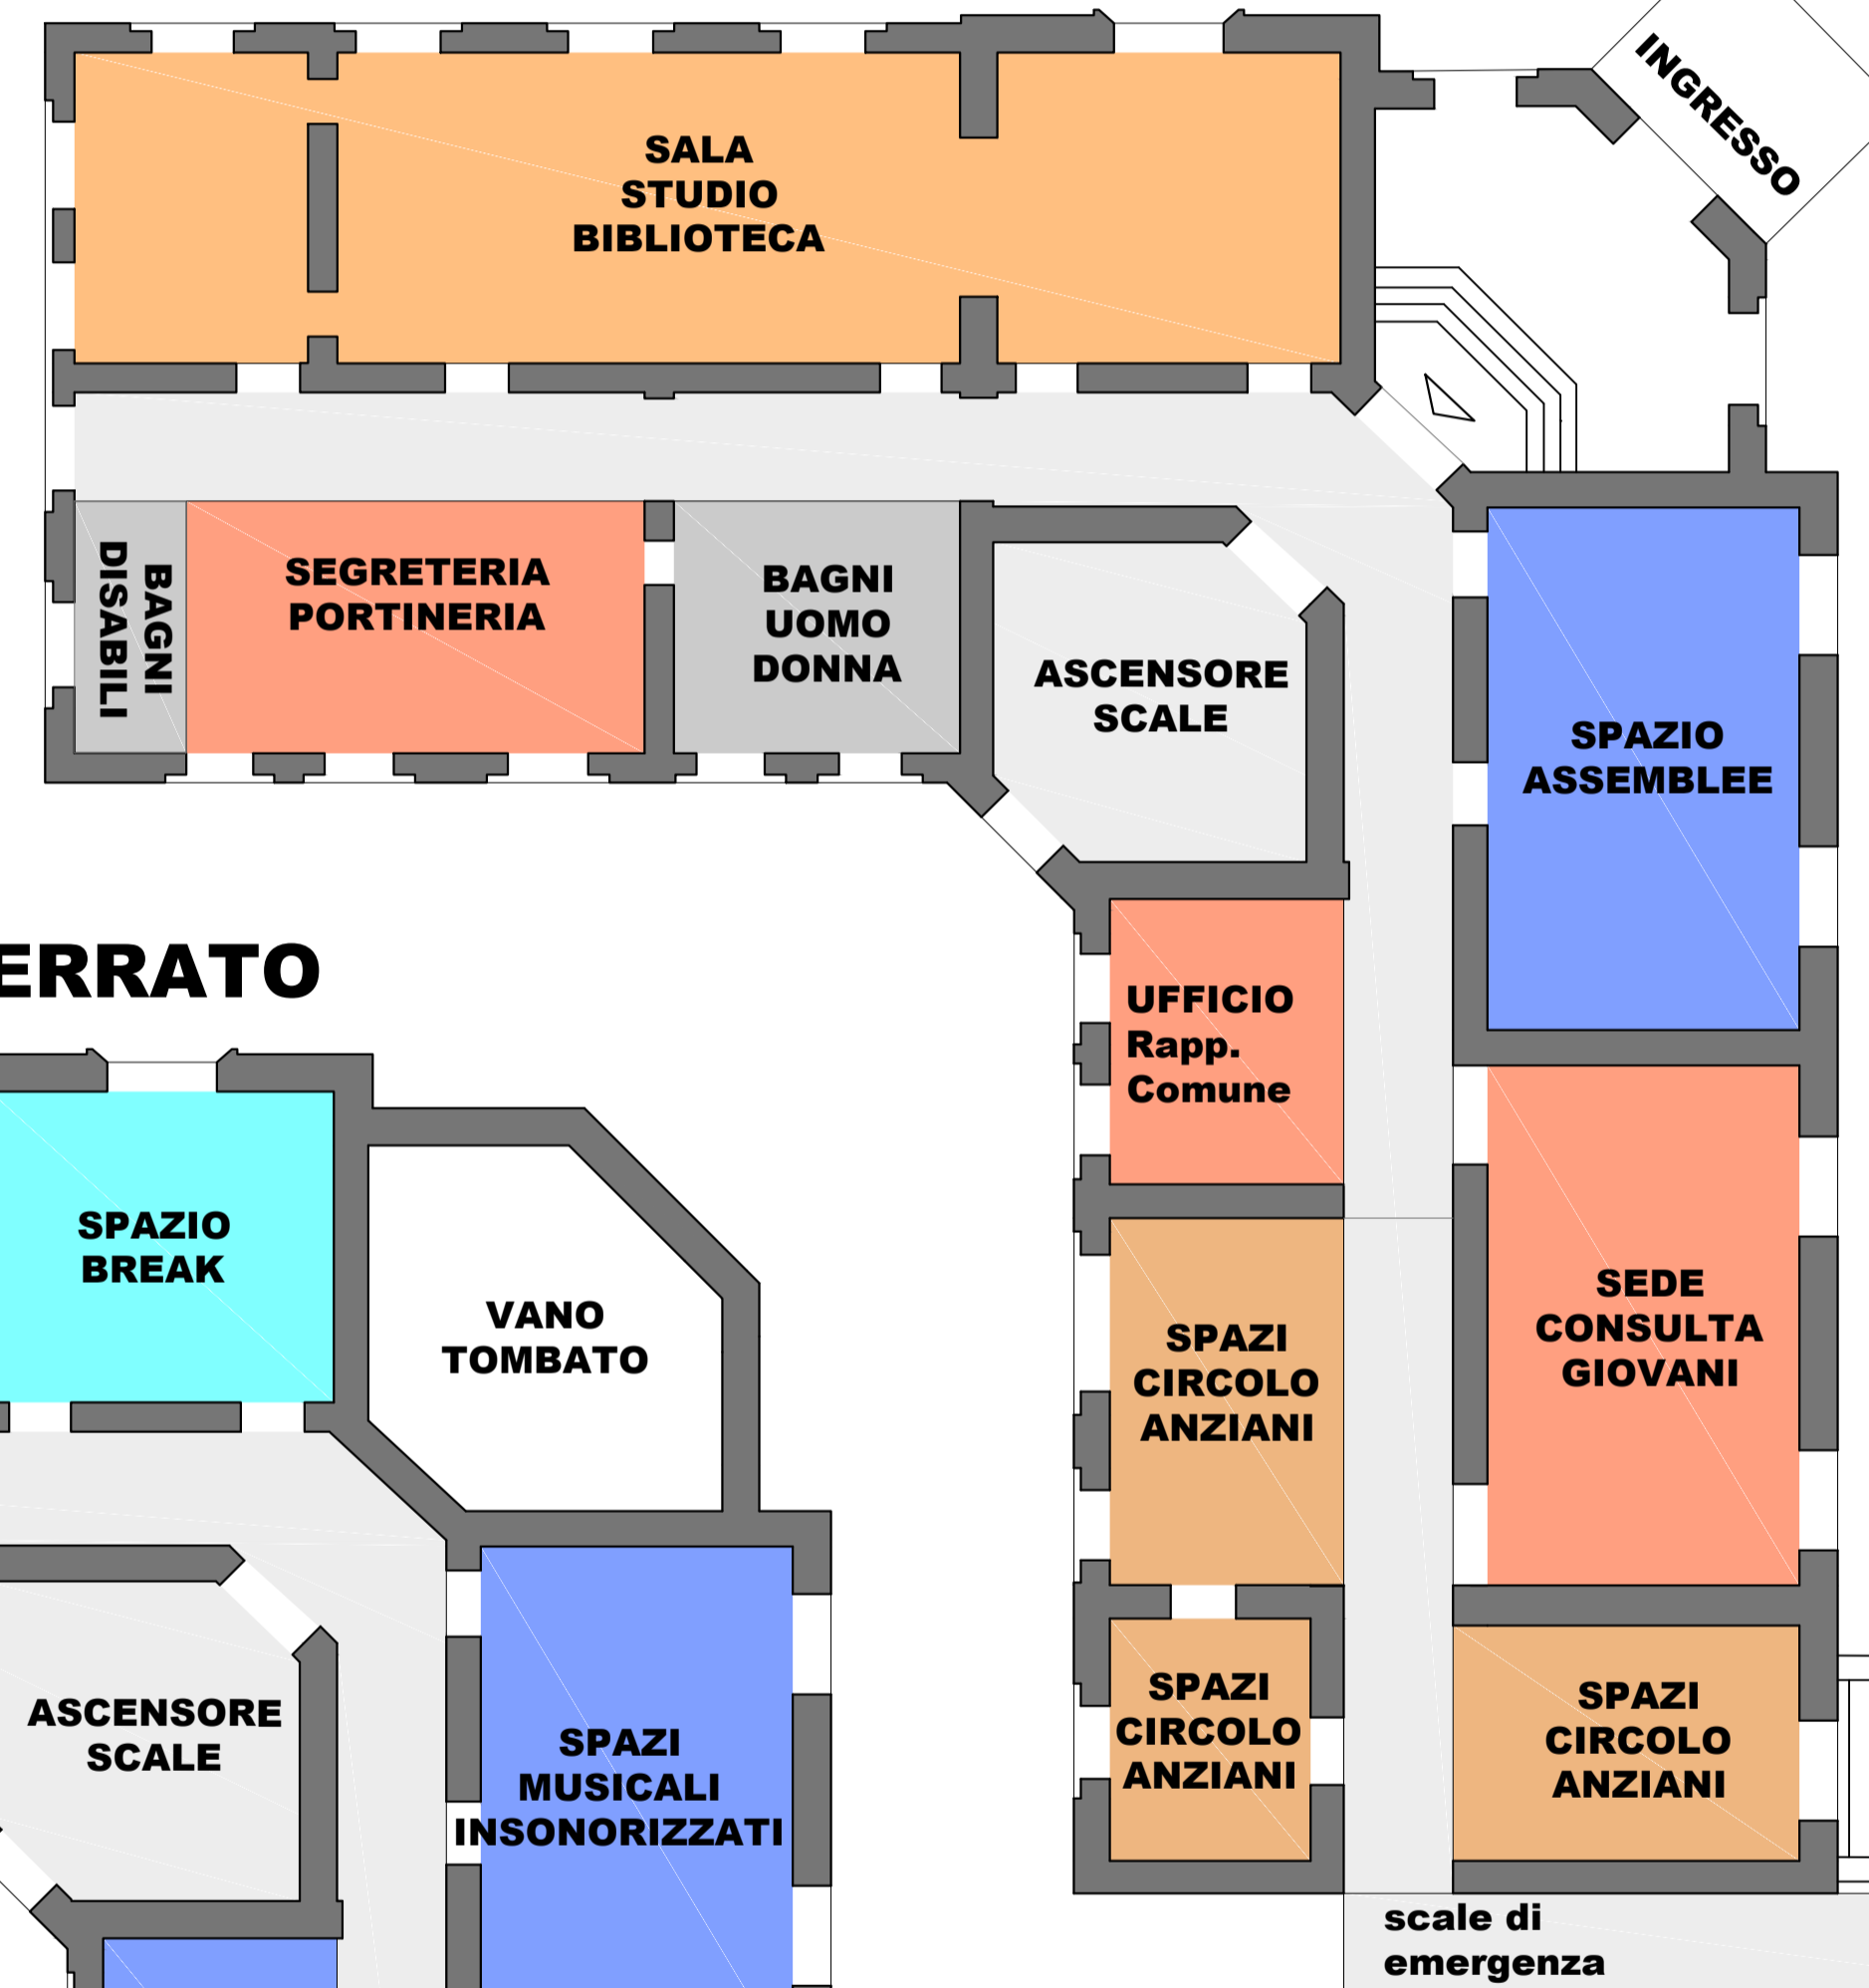 INGRESSO
SALA
STUDIO
BIBLIOTECA
BAGNI
DISABILI
SEGRETERIA
PORTINERIA
BAGNI
UOMO
DONNA
ASCENSORE
SCALE
SPAZIO
ASSEMBLEE
UFFICIO
Rapp.
Comune
SEDE
CONSULTA
GIOVANI
SPAZI
CIRCOLO
ANZIANI
SPAZI
CIRCOLO
ANZIANI
SPAZI
CIRCOLO
ANZIANI
scale di
emergenza
ERRATO
SPAZIO
BREAK
VANO
TOMBATO
ASCENSORE
SCALE
SPAZI
MUSICALI
INSONORIZZATI